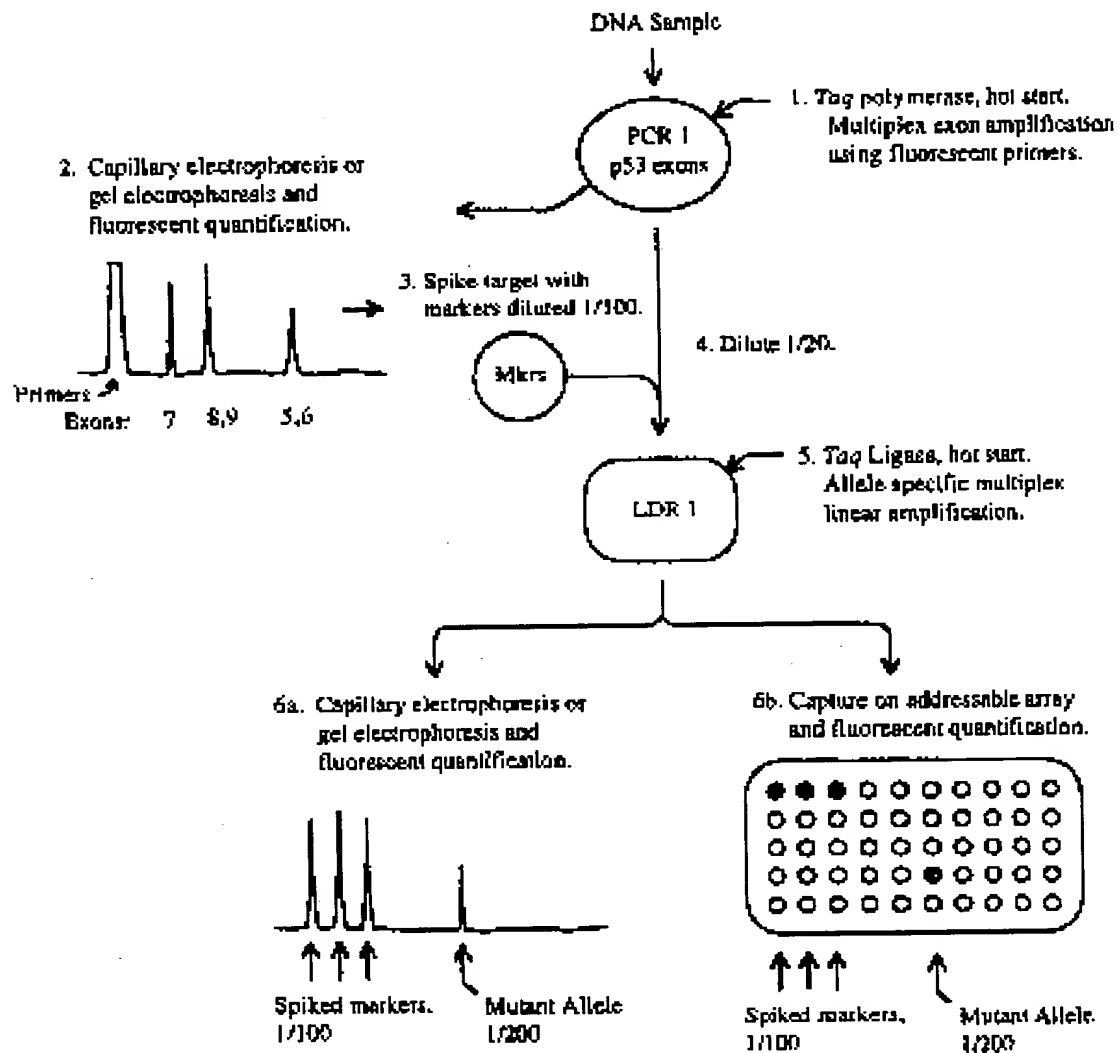 DNA Sample
PCR 1
p53 exons
1. Taq polymerase, hot start.
Multiplex exon amplification
using fluorescent primers.
2. Capillary electrophoresis or
gel electrophoresis and
fluorescent quantification.
3. Spike target with
markers diluted 1/100.
4. Dilute 1/20.
Mkrs
Primers
Exons: 7 8,9 5,6
5. Taq Ligase, hot start.
Allele specific multiplex
linear amplification.
LDR 1
6a. Capillary electrophoresis or
gel electrophoresis and
fluorescent quantification.
6b. Capture on addressable array
and fluorescent quantification.
Spiked markers.
1/100
Mutant Allele
1/200
Spiked markers,
1/100
Mutant Allele.
1/200